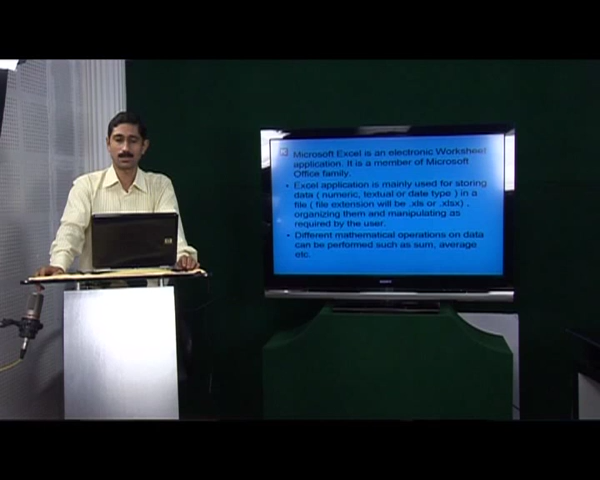 Microsoft Excel is an electronic Worksheet
application. It is a member of Microsoft
Office family.
• Excel application is mainly used for storing
data ( numeric, textual or date type ) in a
file ( file extension will be .xls or .xlsx) ,
organizing them and manipulating as
required by the user.
• Different mathematical operations on data
can be performed such as sum, average
etc.
SONY
hp